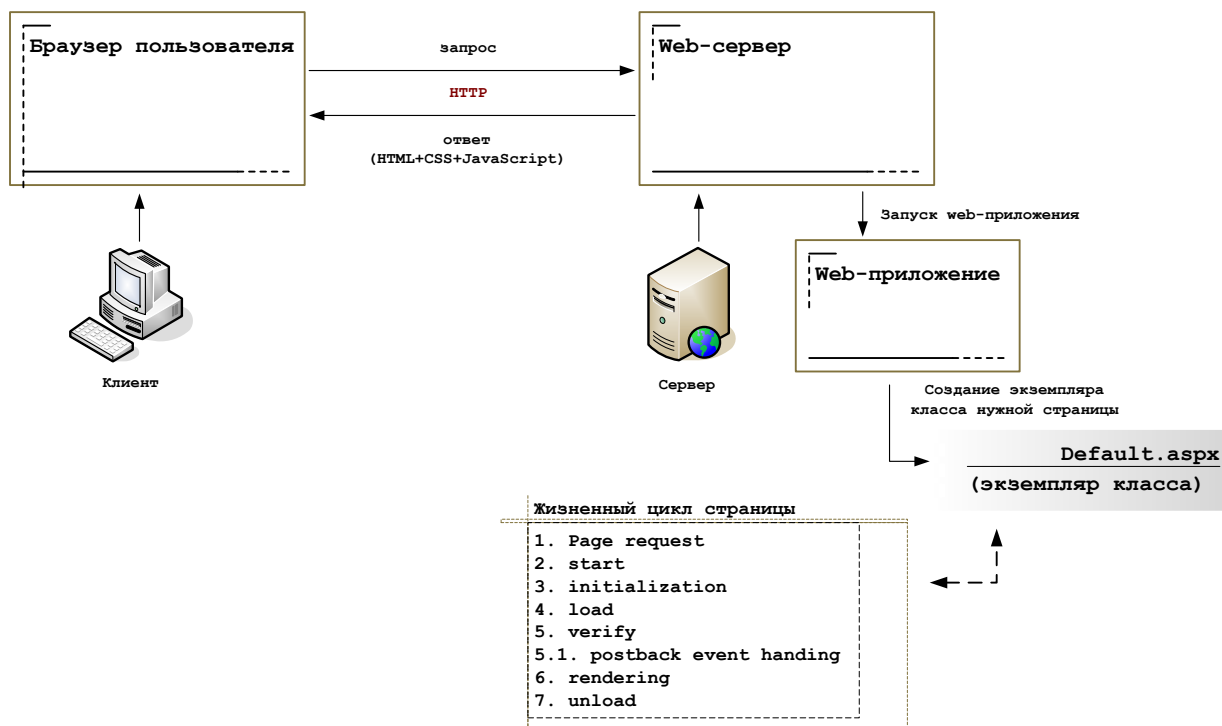 Браузер пользователя
запрос
HTTP
ответ
(HTML+CSS+JavaScript)
Web-сервер
Запуск web-приложения
Web-приложение
Клиент
Сервер
Создание экземпляра
класса нужной страницы
Default.aspx
(экземпляр класса)
Жизненный цикл страницы
1. Page request
2. start
3. initialization
4. load
5. verify
5.1. postback event handing
6. rendering
7. unload